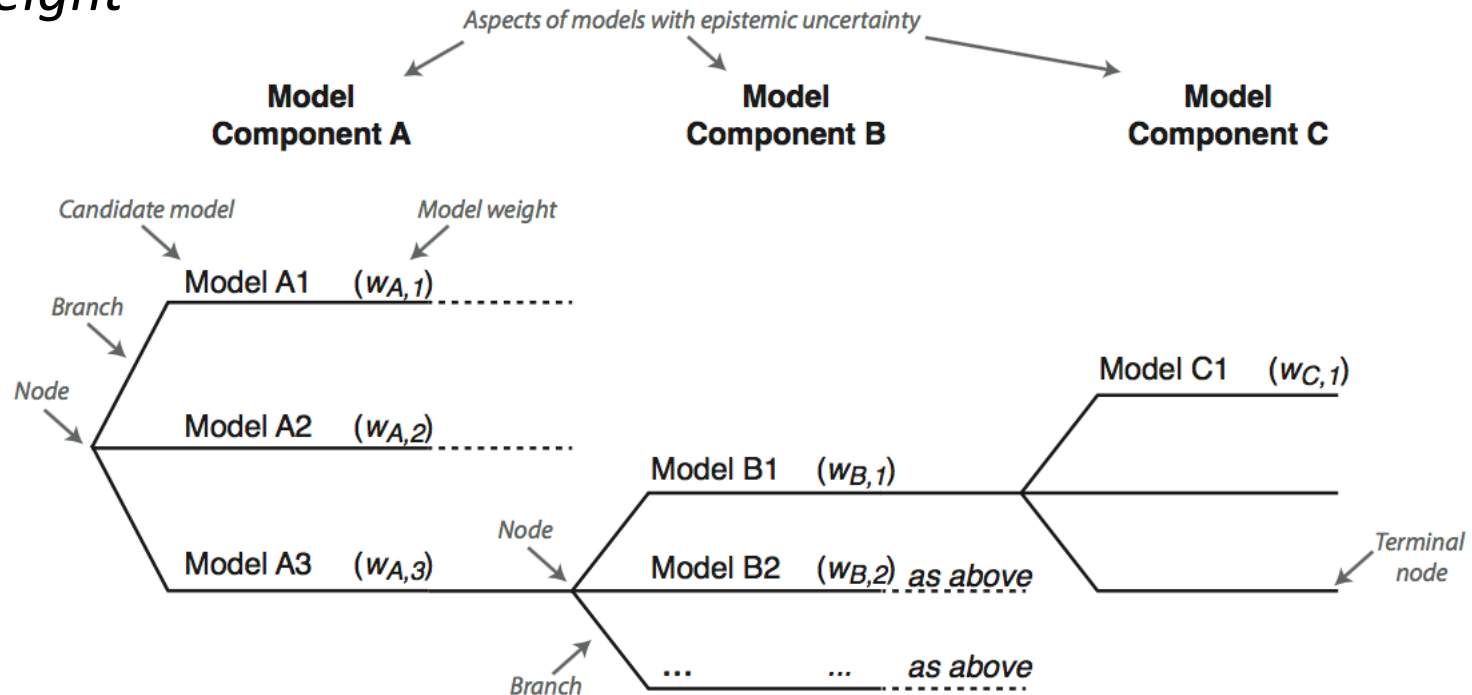 Aspects of models with epistemic uncertainty
Model
Component A
Model
Component B
Model
Component C
Candidate model
Model weight
Model A1 (wA,1)
Branch
Node
Model A2 (wA,2)
Model C1 (wC,1)
Model B1 (wB,1)
Node
Model A3 (wA,3)
Model B2 (wB,2) as above
Terminal
node
... ... as above
Branch